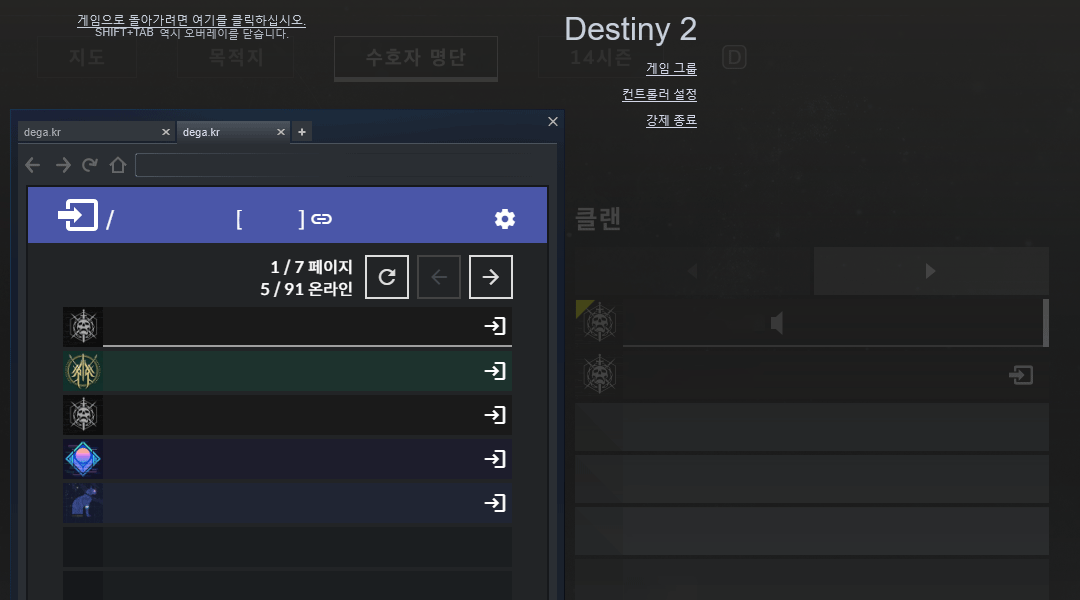 게임으로 돌아가려면 여기를 클릭하십시오.
SHIFT+TAB 역시 오버레이를 닫습니다.
Destiny 2
게임 그룹
컨트롤러 설정
강제 종료
지도
목적지
수호자 명단
14시즌
D
dega.kr
dega.kr
/ [ ]
1 / 7 페이지
5 / 91 온라인
클랜